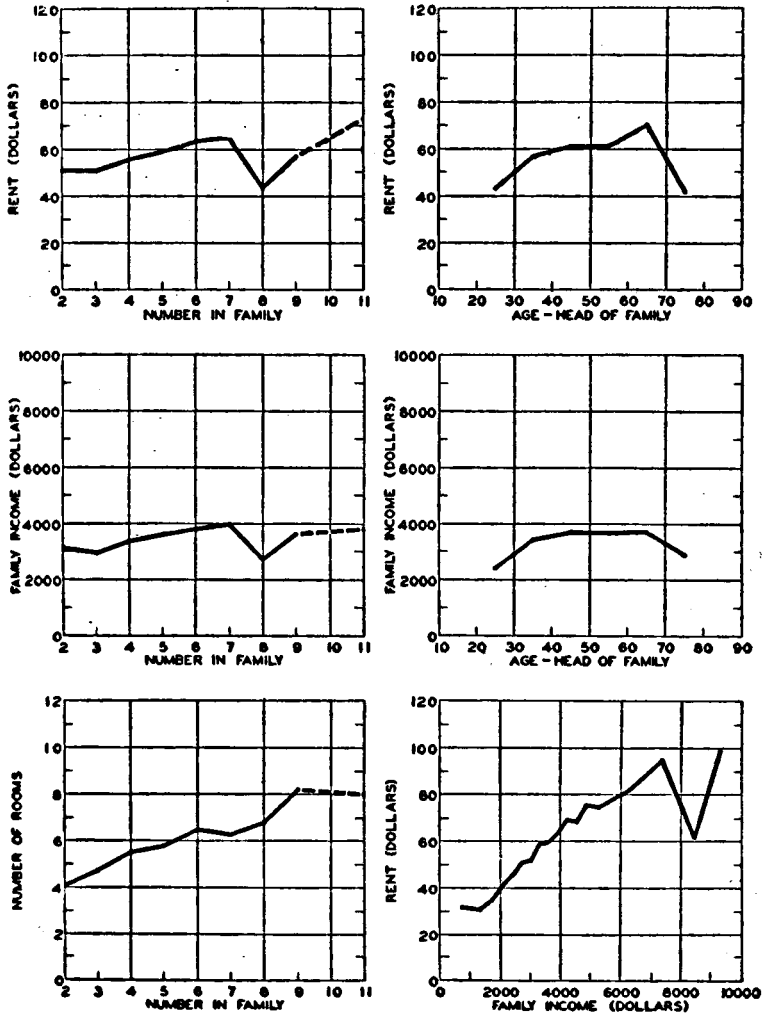 120
100
80
60
40
20
0
RENT (DOLLARS)
2 3 4 5 6 7 8 9 10 11
NUMBER IN FAMILY
120
100
80
60
40
20
0
RENT (DOLLARS)
10 20 30 40 50 60 70 80 90
AGE - HEAD OF FAMILY
10000
8000
6000
4000
2000
0
FAMILY INCOME (DOLLARS)
2 3 4 5 6 7 8 9 10 11
NUMBER IN FAMILY
10000
8000
6000
4000
2000
0
FAMILY INCOME (DOLLARS)
10 20 30 40 50 60 70 80 90
AGE - HEAD OF FAMILY
12
10
8
6
4
2
0
NUMBER OF ROOMS
2 3 4 5 6 7 8 9 10 11
NUMBER IN FAMILY
120
100
80
60
40
20
0
RENT (DOLLARS)
0 2000 4000 6000 8000 10000
FAMILY INCOME (DOLLARS)